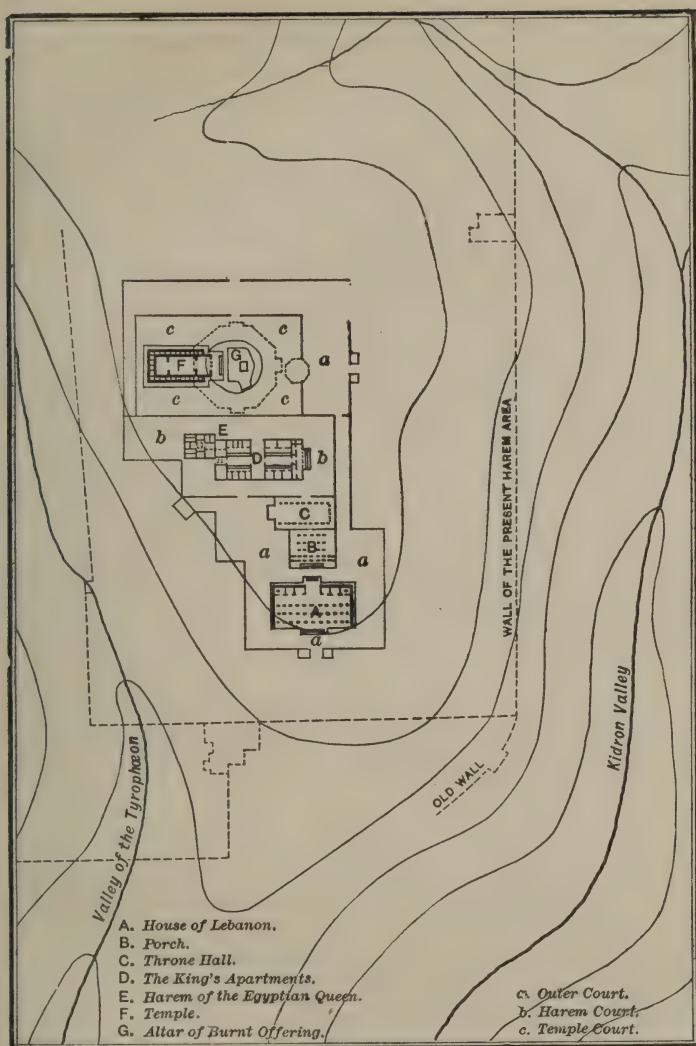 c
c
F
G
a
c
c
b
E
D
b
C
a
B
a
A
a
WALL OF THE PRESENT HAREM AREA
OLD WALL
Kidron Valley
Valley of the Tyrophœon
A. House of Lebanon.
B. Porch.
C. Throne Hall.
D. The King's Apartments.
E. Harem of the Egyptian Queen.
F. Temple.
G. Altar of Burnt Offering.
a. Outer Court.
b. Harem Court.
c. Temple Court.